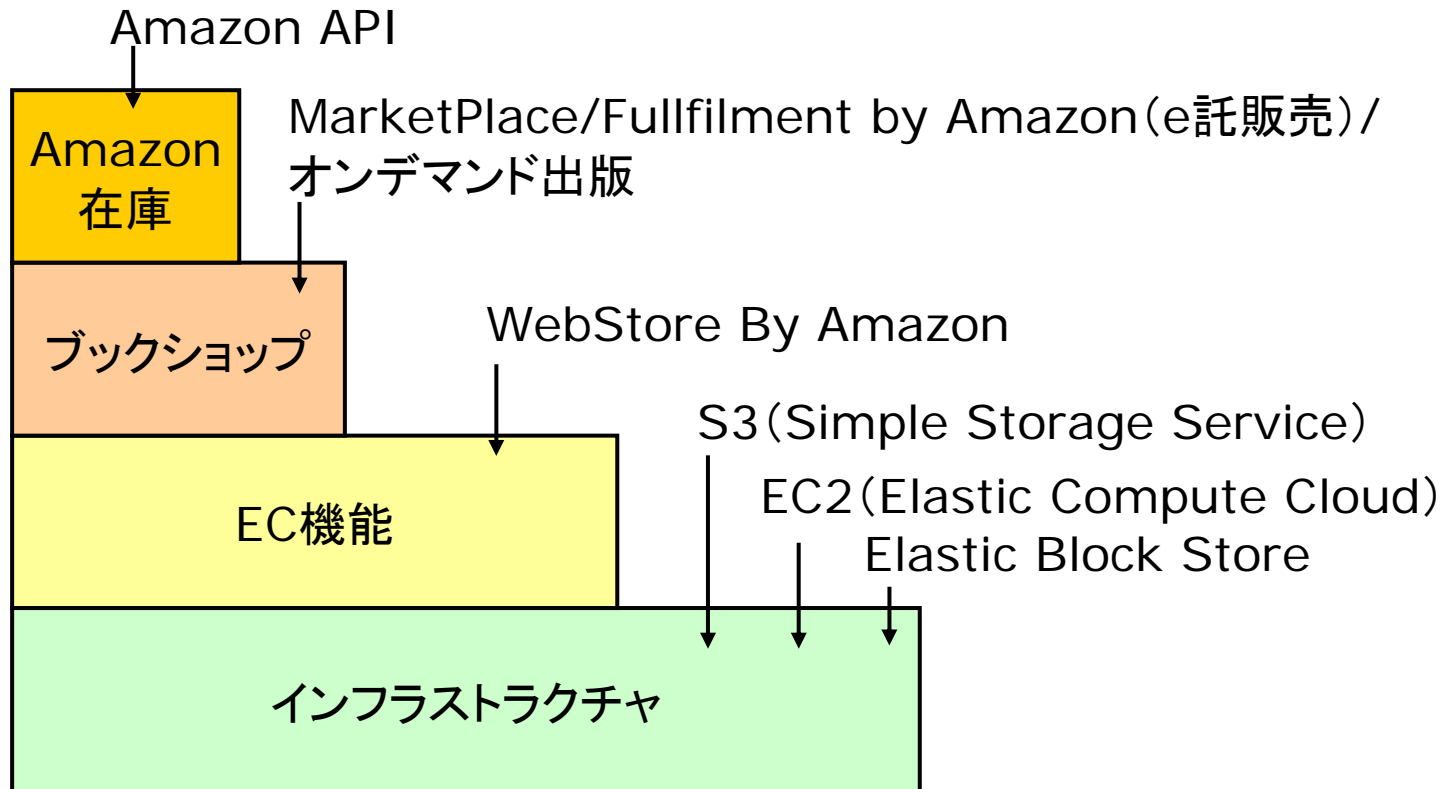 Amazon API
Amazon
在庫
MarketPlace/Fullfilment by Amazon(e託販売)/
オンデマンド出版
ブックショップ
WebStore By Amazon
EC機能
S3(Simple Storage Service)
EC2(Elastic Compute Cloud)
Elastic Block Store
インフラストラクチャ